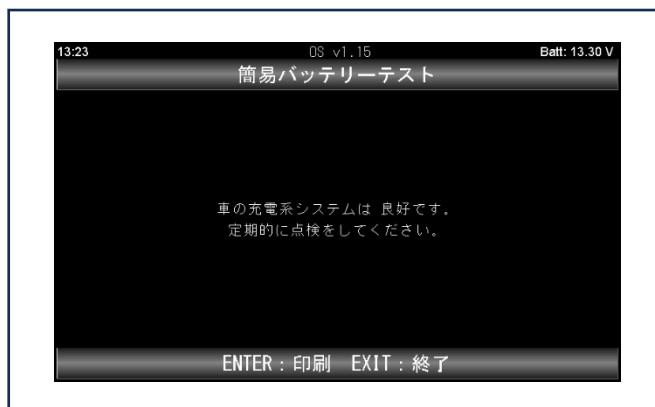 13:23 OS v1.15 Batt: 13.30 V
簡易バッテリーテスト
車の充電系システムは 良好です。
定期的に点検をしてください。
ENTER：印刷 EXIT：終了